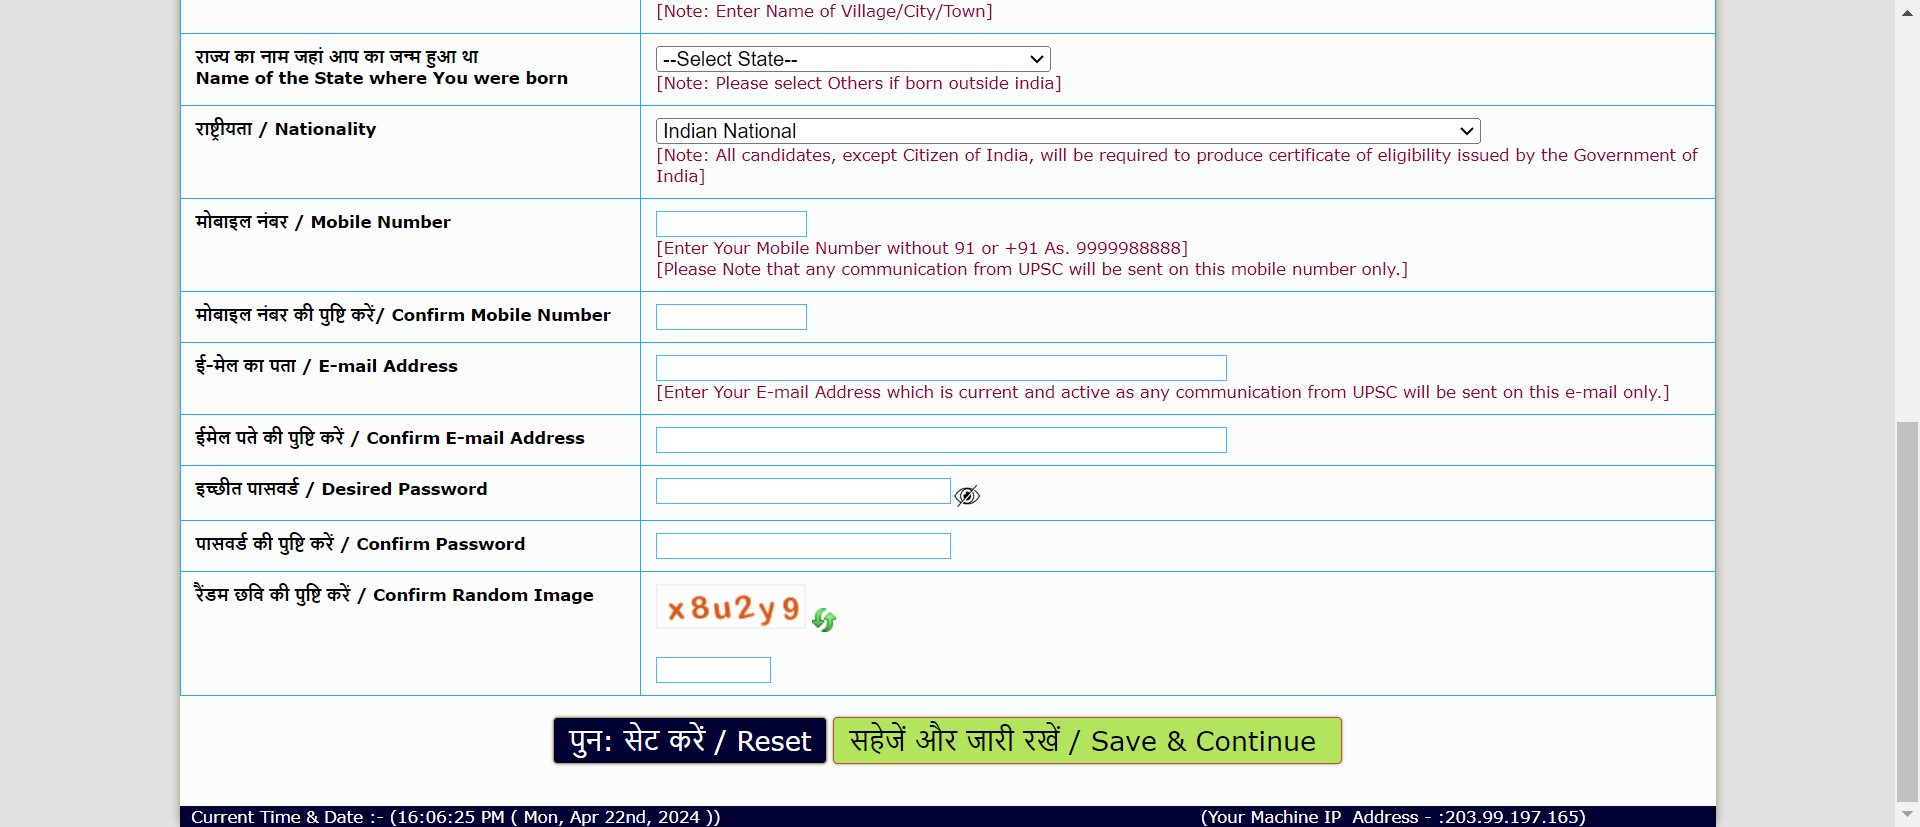 [Note: Enter Name of Village/City/Town]
राज्य का नाम जहां आप का जन्म हुआ था
Name of the State where You were born
--Select State--
[Note: Please select Others if born outside india]
राष्ट्रीयता / Nationality
Indian National
[Note: All candidates, except Citizen of India, will be required to produce certificate of eligibility issued by the Government of
India]
मोबाइल नंबर / Mobile Number
[Enter Your Mobile Number without 91 or +91 As. 9999988888]
[Please Note that any communication from UPSC will be sent on this mobile number only.]
मोबाइल नंबर की पुष्टि करें/ Confirm Mobile Number
ई-मेल का पता / E-mail Address
[Enter Your E-mail Address which is current and active as any communication from UPSC will be sent on this e-mail only.]
ईमेल पते की पुष्टि करें / Confirm E-mail Address
इच्छीत पासवर्ड / Desired Password
पासवर्ड की पुष्टि करें / Confirm Password
रैंडम छवि की पुष्टि करें / Confirm Random Image
x8u2y9
पुन: सेट करें / Reset
सहेजें और जारी रखें / Save & Continue
Current Time & Date :- (16:06:25 PM ( Mon, Apr 22nd, 2024 ))
(Your Machine IP Address - :203.99.197.165)